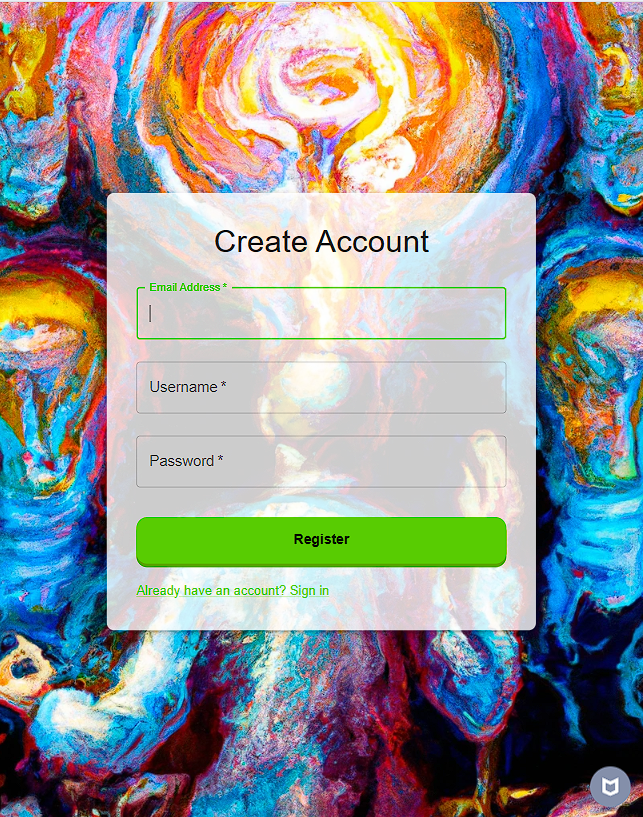 Create Account
Email Address *
Username *
Password *
Register
Already have an account? Sign in